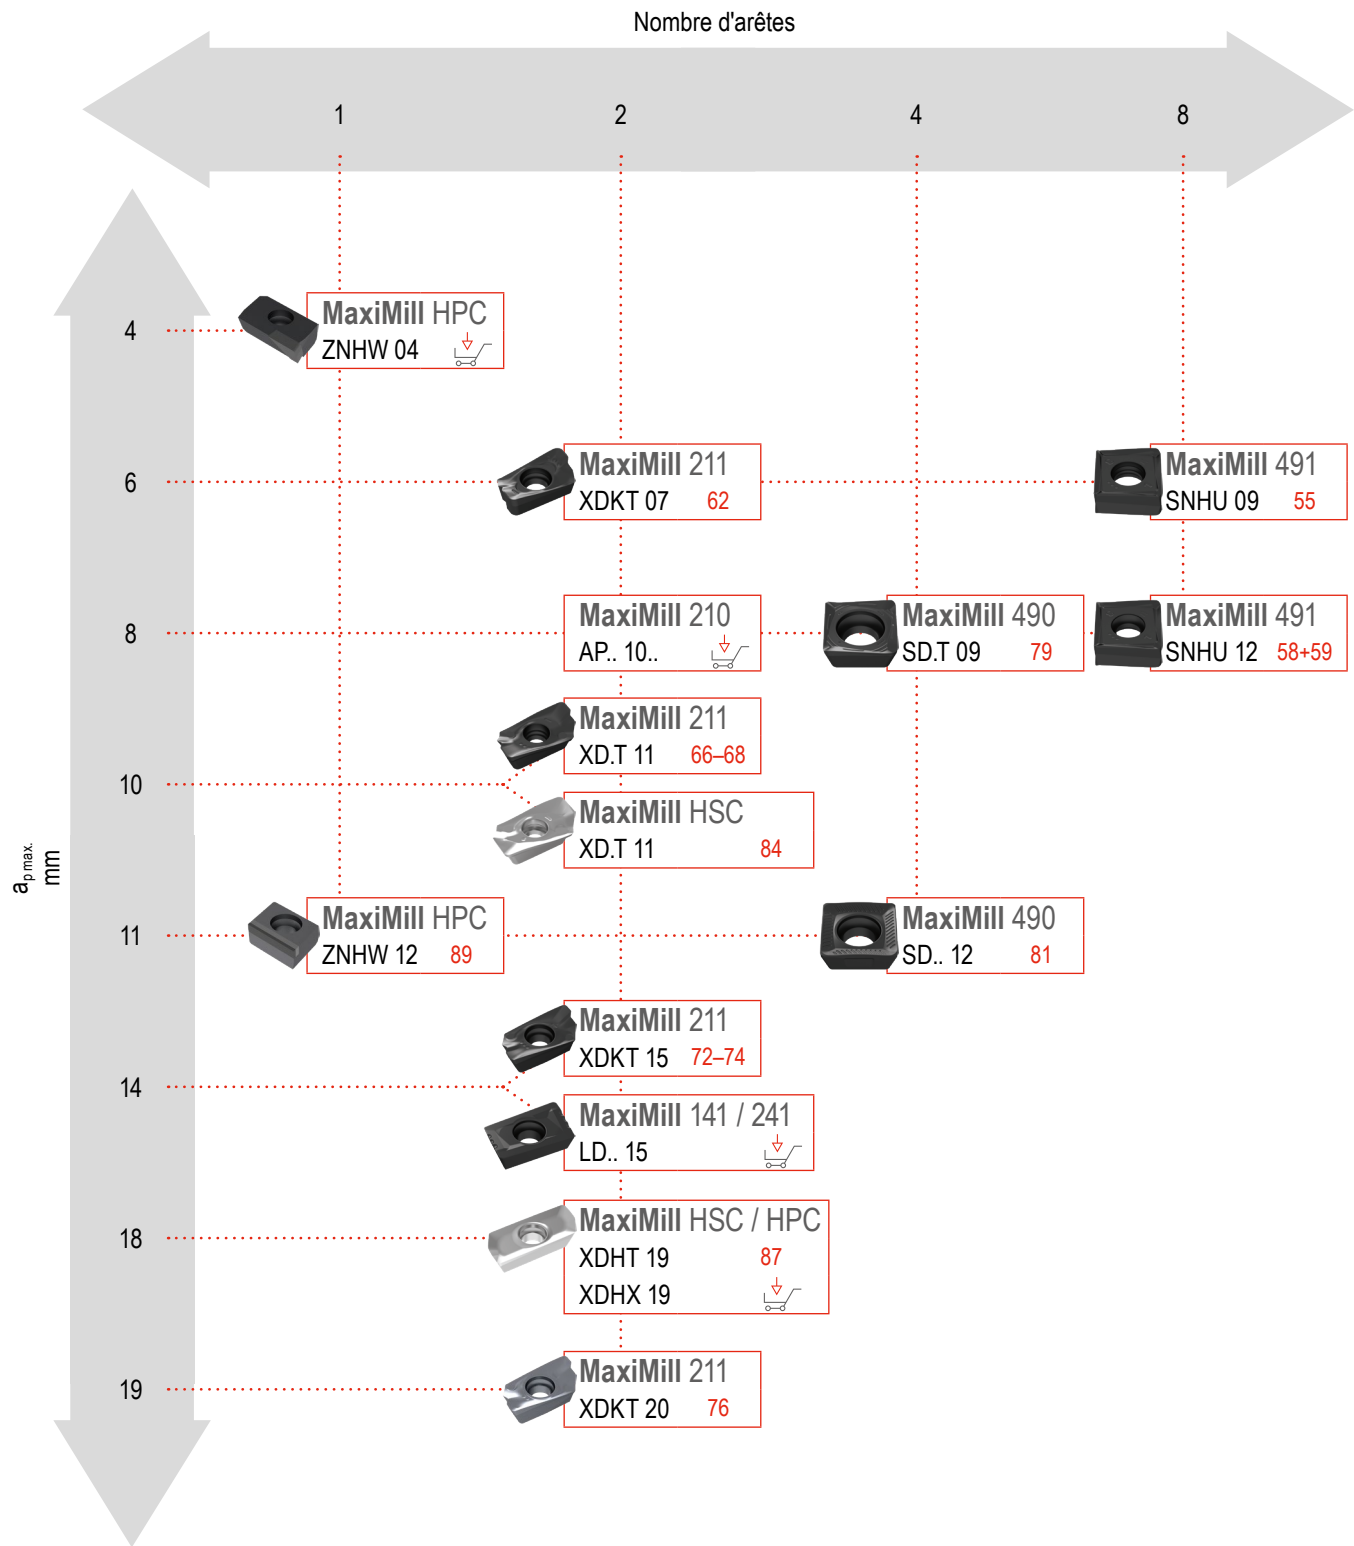 Nombre d'arêtes
1 2 4 8
4
MaxiMill HPC
ZNHW 04
6
MaxiMill 211
XDKT 07 62
MaxiMill 491
SNHU 09 55
8
MaxiMill 210
AP.. 10..
MaxiMill 490
SD.T 09 79
MaxiMill 491
SNHU 12 58+59
10
MaxiMill 211
XD.T 11 66–68
MaxiMill HSC
XD.T 11 84
ap max.
mm
11
MaxiMill HPC
ZNHW 12 89
MaxiMill 490
SD.. 12 81
14
MaxiMill 211
XDKT 15 72–74
MaxiMill 141 / 241
LD.. 15
18
MaxiMill HSC / HPC
XDHT 19 87
XDHX 19
19
MaxiMill 211
XDKT 20 76